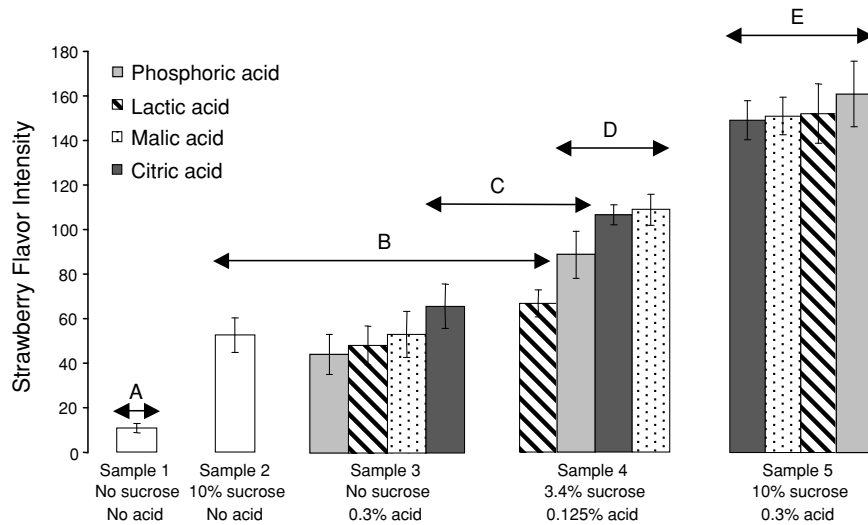 E
180
Phosphoric acid
160
Lactic acid
140
Malic acid
D
120
Citric acid
C
100
B
80
60
40
A
20
0
Strawberry Flavor Intensity
Sample 1
No sucrose
No acid
Sample 2
10% sucrose
No acid
Sample 3
No sucrose
0.3% acid
Sample 4
3.4% sucrose
0.125% acid
Sample 5
10% sucrose
0.3% acid